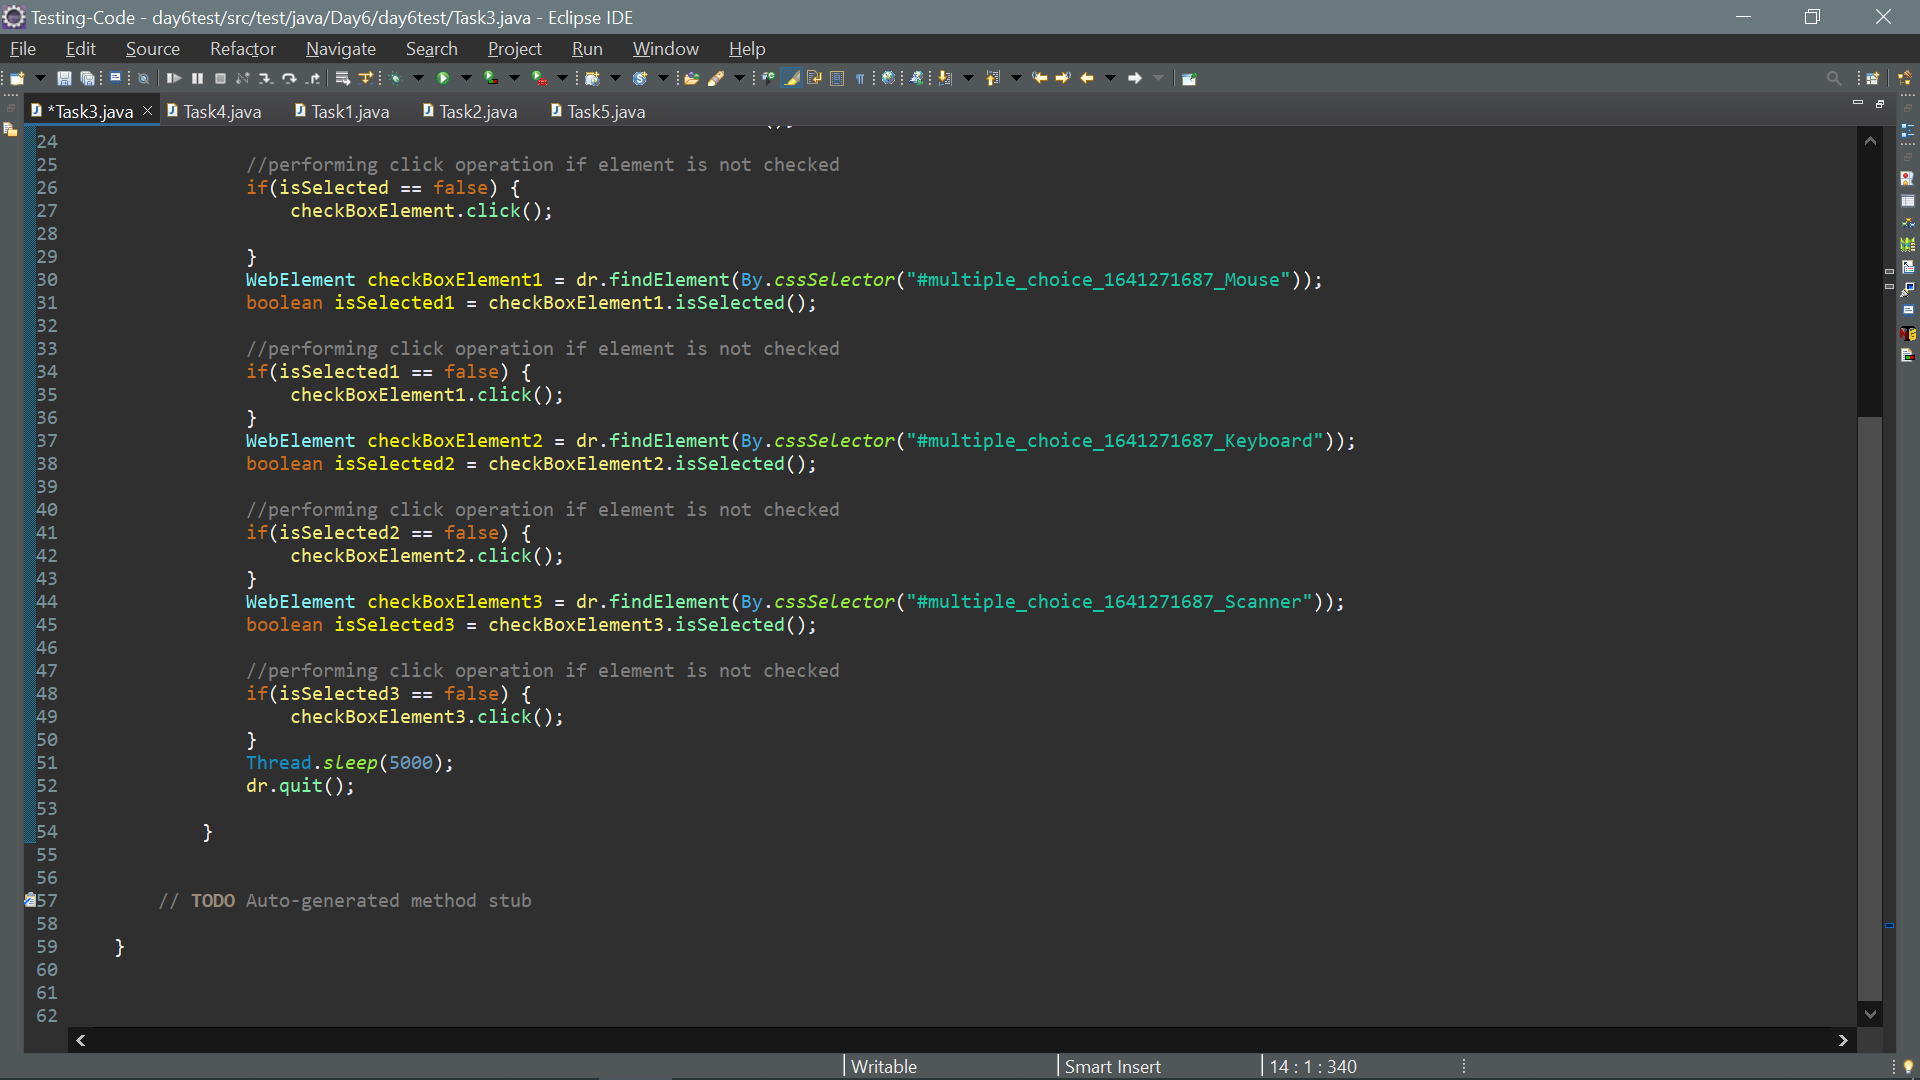 Testing-Code - day6test/src/test/java/Day6/day6test/Task3.java - Eclipse IDE
File Edit Source Refactor Navigate Search Project Run Window Help
*Task3.java Task4.java Task1.java Task2.java Task5.java
24
25 //performing click operation if element is not checked
26 if(isSelected == false) {
27 checkBoxElement.click();
28
29 }
30 WebElement checkBoxElement1 = dr.findElement(By.cssSelector("#multiple_choice_1641271687_Mouse"));
31 boolean isSelected1 = checkBoxElement1.isSelected();
32
33 //performing click operation if element is not checked
34 if(isSelected1 == false) {
35 checkBoxElement1.click();
36 }
37 WebElement checkBoxElement2 = dr.findElement(By.cssSelector("#multiple_choice_1641271687_Keyboard"));
38 boolean isSelected2 = checkBoxElement2.isSelected();
39
40 //performing click operation if element is not checked
41 if(isSelected2 == false) {
42 checkBoxElement2.click();
43 }
44 WebElement checkBoxElement3 = dr.findElement(By.cssSelector("#multiple_choice_1641271687_Scanner"));
45 boolean isSelected3 = checkBoxElement3.isSelected();
46
47 //performing click operation if element is not checked
48 if(isSelected3 == false) {
49 checkBoxElement3.click();
50 }
51 Thread.sleep(5000);
52 dr.quit();
53
54 }
55
56
57 // TODO Auto-generated method stub
58
59 }
60
61
62
Writable Smart Insert 14 : 1 : 340